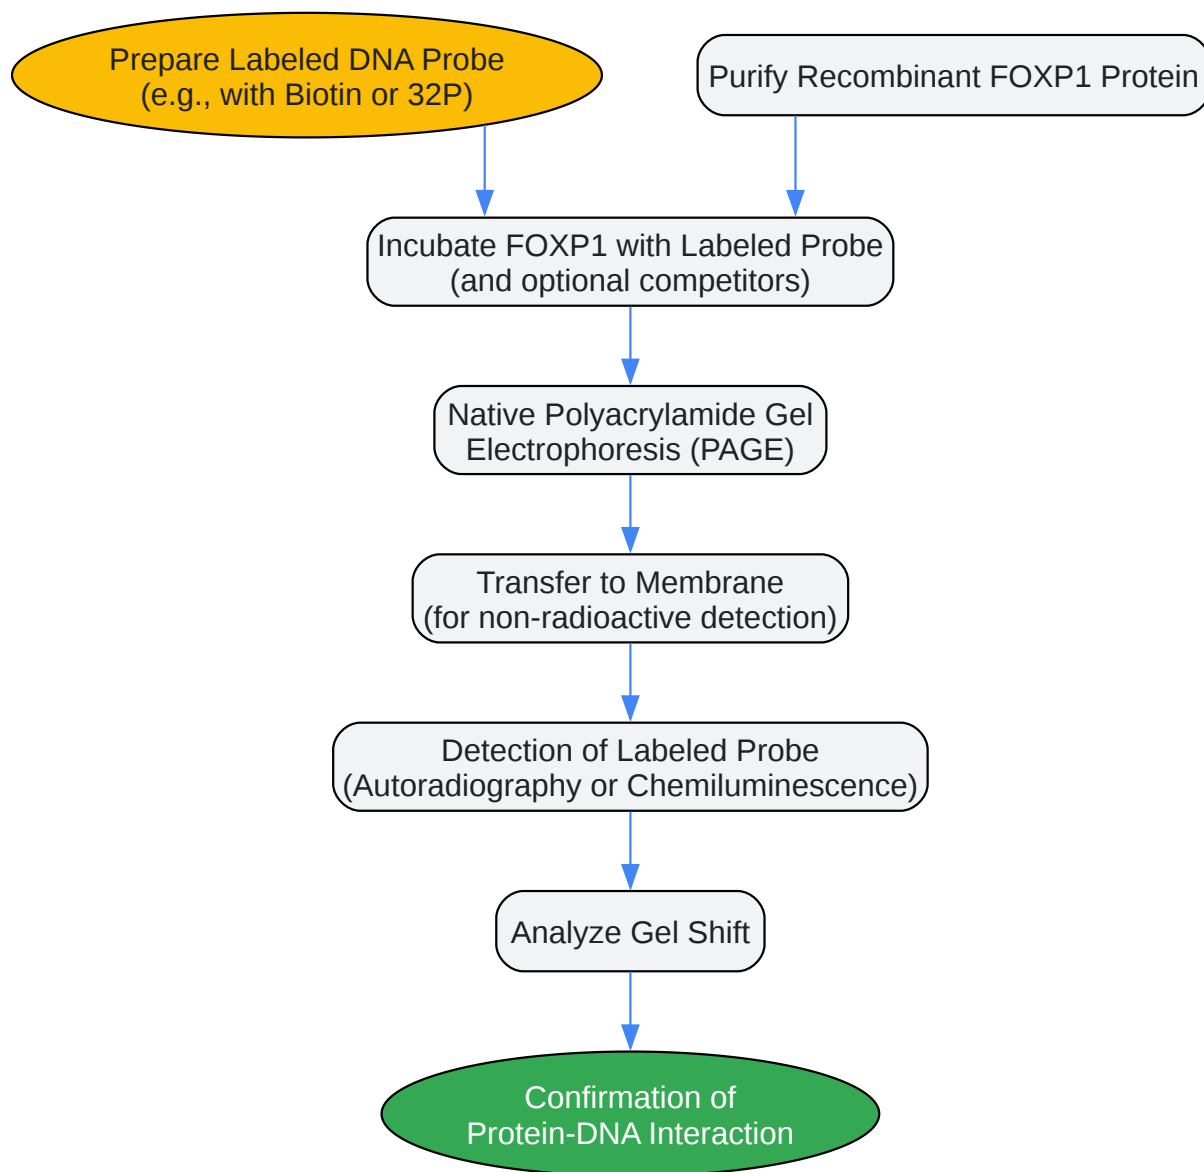 Prepare Labeled DNA Probe
(e.g., with Biotin or 32P)
Purify Recombinant FOXP1 Protein
Incubate FOXP1 with Labeled Probe
(and optional competitors)
Native Polyacrylamide Gel
Electrophoresis (PAGE)
Transfer to Membrane
(for non-radioactive detection)
Detection of Labeled Probe
(Autoradiography or Chemiluminescence)
Analyze Gel Shift
Confirmation of
Protein-DNA Interaction